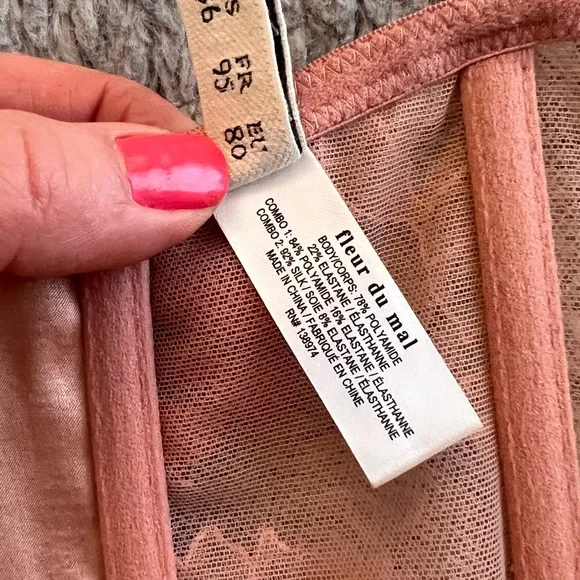 FR
95
EU
80
fleur du mal
BODY/CORPS: 78% POLYAMIDE
22% ELASTANE / ÉLASTHANNE
COMBO 1: 84% POLYAMIDE 16% ELASTANE / ÉLASTHANNE
COMBO 2: 92% SILK / SOIE 8% ELASTANE / ÉLASTHANNE
MADE IN CHINA / FABRIQUÉ EN CHINE
RN# 138974